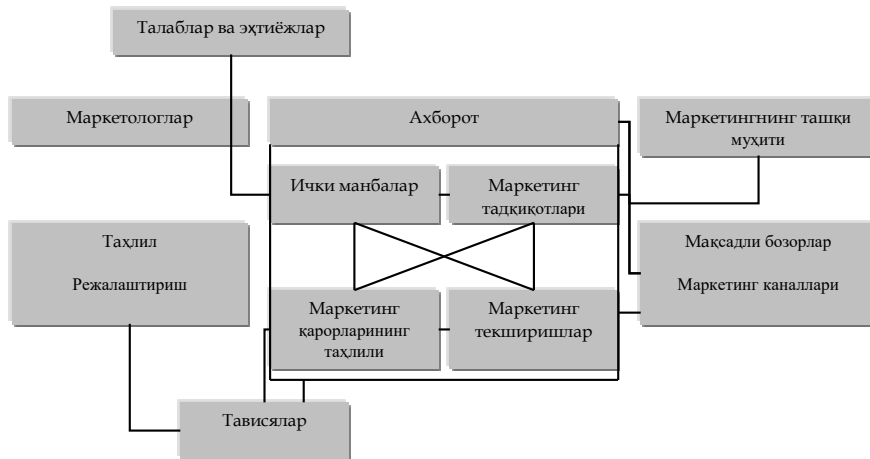 Талаблар ва эҳтиёжлар
Маркетологлар
Ахборот
Маркетингнинг ташқи
муҳити
Ички манбалар
Маркетинг
тадқиқотлари
Таҳлил
Режалаштириш
Мақсадли бозорлар
Маркетинг каналлари
Маркетинг
қарорларининг
таҳлили
Маркетинг
текширишлар
Тависялар